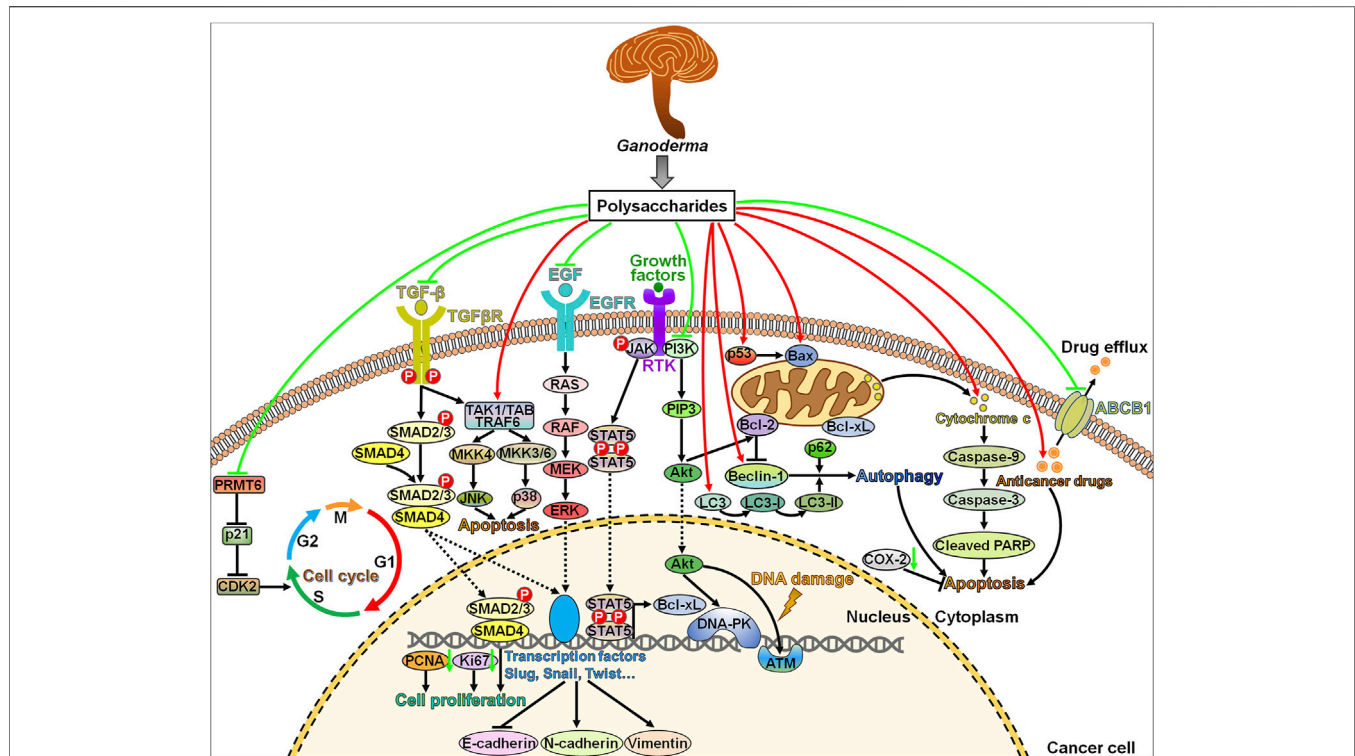 Ganoderma
Polysaccharides
TGF-β
TGFβR
EGF
EGFR
Growth
factors
RTK
P
JAK
PI3K
p53
Bax
Drug efflux
ABCB1
P P
RAS
PIP3
Bcl-2
Bcl-xL
Cytochrome c
TAK1/TAB
TRAF6
P
SMAD2/3
SMAD4
RAF
STAT5
P P
STAT5
p62
MKK4
MKK3/6
MEK
Akt
Beclin-1
Autophagy
Caspase-9
Anticancer drugs
PRMT6
P
SMAD2/3
SMAD4
JNK
p38
ERK
LC3
LC3-I
LC3-II
Caspase-3
Apoptosis
p21
M
G2
G1
S
Cell cycle
CDK2
Cleaved PARP
COX-2
Apoptosis
Akt
DNA damage
P
SMAD2/3
SMAD4
STAT5
P P
STAT5
Bcl-xL
DNA-PK
ATM
Nucleus
Cytoplasm
PCNA
Ki67
Transcription factors
Slug, Snail, Twist...
Cell proliferation
E-cadherin
N-cadherin
Vimentin
Cancer cell